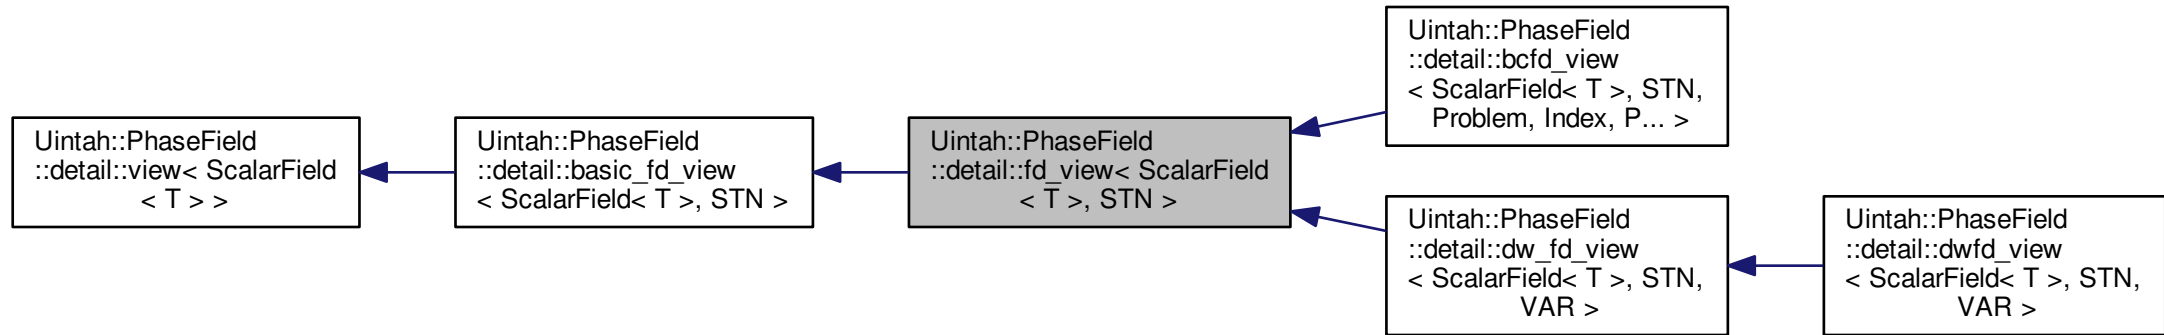 Uintah::PhaseField
::detail::view< ScalarField
< T > >
Uintah::PhaseField
::detail::basic_fd_view
< ScalarField< T >, STN >
Uintah::PhaseField
::detail::fd_view< ScalarField
< T >, STN >
Uintah::PhaseField
::detail::bcfd_view
< ScalarField< T >, STN,
Problem, Index, P... >
Uintah::PhaseField
::detail::dw_fd_view
< ScalarField< T >, STN,
VAR >
Uintah::PhaseField
::detail::dwfd_view
< ScalarField< T >, STN,
VAR >